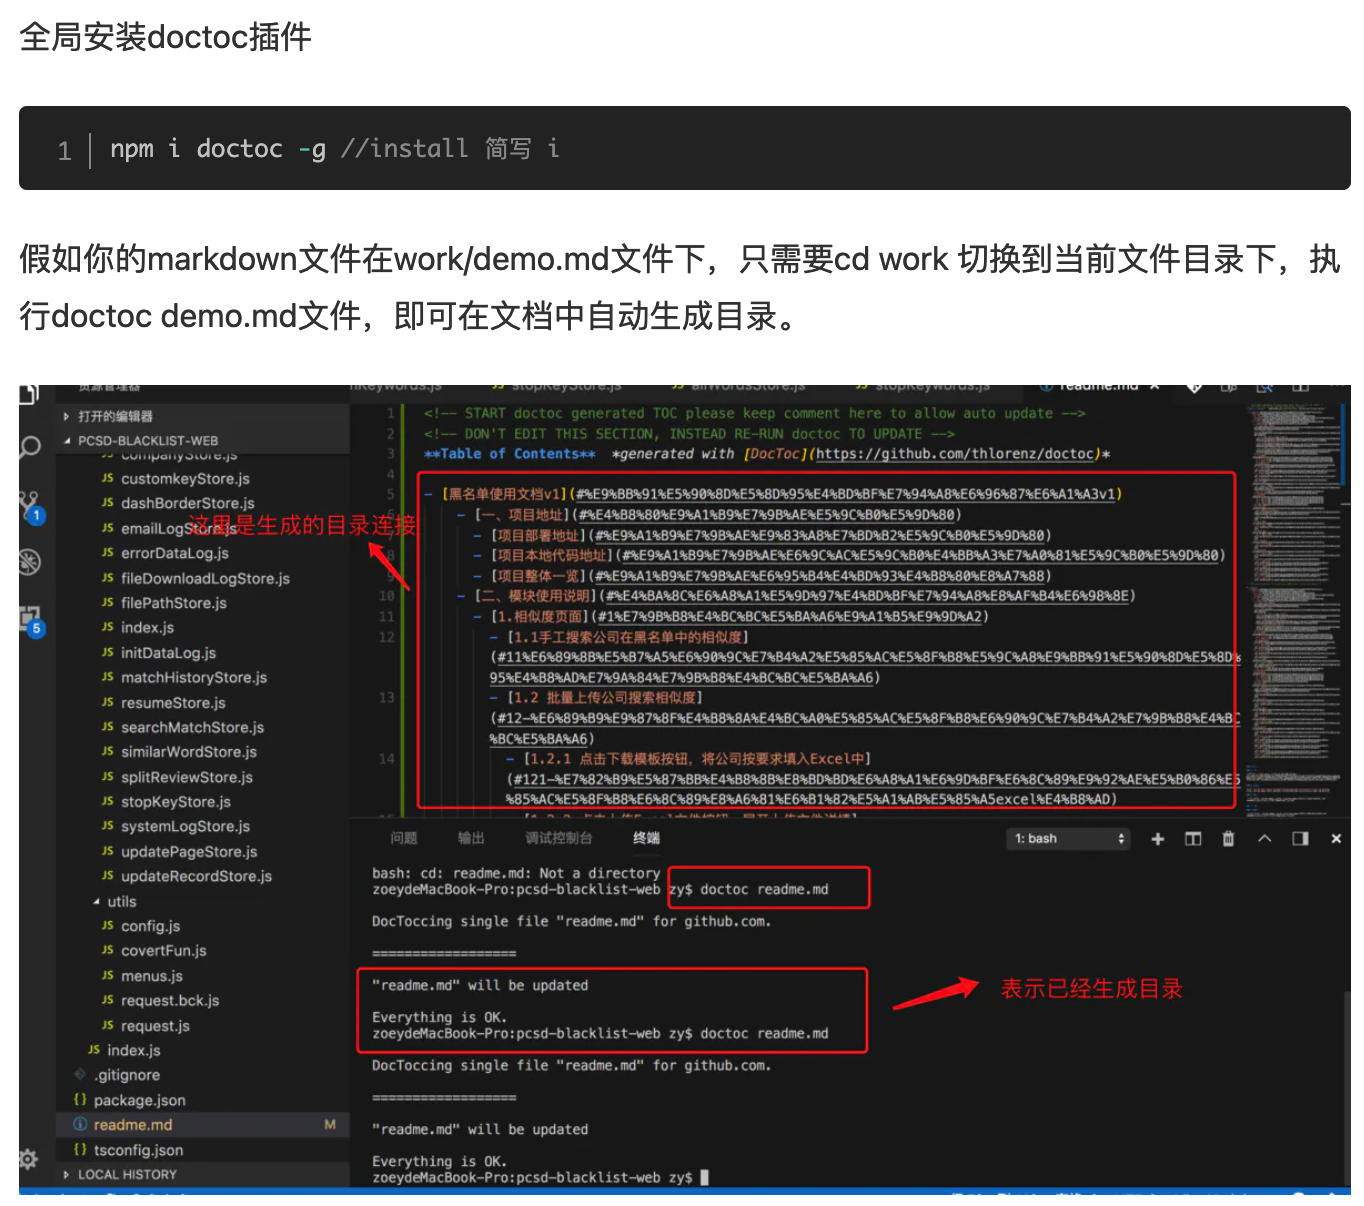 全局安装doctoc插件
1 npm i doctoc -g //install 简写 i
假如你的markdown文件在work/demo.md文件下，只需要cd work 切换到当前文件目录下，执
行doctoc demo.md文件，即可在文档中自动生成目录。
资源管理器
stopKeyStore.js
allWordsStore.js
stopKeywords.js
readme.md
打开的编辑器
PCSD-BLACKLIST-WEB
companyStore.js
JS customkeyStore.js
JS dashBorderStore.js
JS emailLogStore.js
JS errorDataLog.js
JS fileDownloadLogStore.js
JS filePathStore.js
JS index.js
JS initDataLog.js
JS matchHistoryStore.js
JS resumeStore.js
JS searchMatchStore.js
JS similarWordStore.js
JS splitReviewStore.js
JS stopKeyStore.js
JS systemLogStore.js
JS updatePageStore.js
JS updateRecordStore.js
utils
JS config.js
JS covertFun.js
JS menus.js
JS request.bck.js
JS request.js
JS index.js
.gitignore
{} package.json
readme.md M
{} tsconfig.json
LOCAL HISTORY
1
5
这里是生成的目录连接
1 <!-- START doctoc generated TOC please keep comment here to allow auto update -->
2 <!-- DON'T EDIT THIS SECTION, INSTEAD RE-RUN doctoc TO UPDATE -->
3 **Table of Contents**  *generated with [DocToc](https://github.com/thlorenz/doctoc)*
4
5 - [黑名单使用文档v1](#%E9%BB%91%E5%90%8D%E5%8D%95%E4%BD%BF%E7%94%A8%E6%96%87%E6%A1%A3v1)
- [一、项目地址](#%E4%B8%80%E9%A1%B9%E7%9B%AE%E5%9C%B0%E5%9D%80)
- [项目部署地址](#%E9%A1%B9%E7%9B%AE%E9%83%A8%E7%BD%B2%E5%9C%B0%E5%9D%80)
8 - [项目本地代码地址](#%E9%A1%B9%E7%9B%AE%E6%9C%AC%E5%9C%B0%E4%BB%A3%E7%A0%81%E5%9C%B0%E5%9D%80)
9 - [项目整体一览](#%E9%A1%B9%E7%9B%AE%E6%95%B4%E4%BD%93%E4%B8%80%E8%A7%88)
10 - [二、模块使用说明](#%E4%BA%8C%E6%A8%A1%E5%9D%97%E4%BD%BF%E7%94%A8%E8%AF%B4%E6%98%8E)
11 - [1.相似度页面](#1%E7%9B%B8%E4%BC%BC%E5%BA%A6%E9%A1%B5%E9%9D%A2)
12 - [1.1手工搜索公司在黑名单中的相似度]
(#11%E6%89%8B%E5%B7%A5%E6%90%9C%E7%B4%A2%E5%85%AC%E5%8F%B8%E5%9C%A8%E9%BB%91%E5%90%8D%E5%8D%
95%E4%B8%AD%E7%9A%84%E7%9B%B8%E4%BC%BC%E5%BA%A6)
13 - [1.2 批量上传公司搜索相似度]
(#12-%E6%89%B9%E9%87%8F%E4%B8%8A%E4%BC%A0%E5%85%AC%E5%8F%B8%E6%90%9C%E7%B4%A2%E7%9B%B8%E4%BC
%BC%E5%BA%A6)
14 - [1.2.1 点击下载模板按钮，将公司按要求填入Excel中]
(#121-%E7%82%B9%E5%87%BB%E4%B8%8B%E8%BD%BD%E6%A8%A1%E6%9D%BF%E6%8C%89%E9%92%AE%E5%B0%86%E5
%85%AC%E5%8F%B8%E6%8C%89%E8%A6%81%E6%B1%82%E5%A1%AB%E5%85%A5excel%E4%B8%AD)
问题 输出 调试控制台 终端 1: bash
bash: cd: readme.md: Not a directory
zoeydeMacBook-Pro:pcsd-blacklist-web zy$ doctoc readme.md
DocToccing single file "readme.md" for github.com.
==================
"readme.md" will be updated
Everything is OK.
zoeydeMacBook-Pro:pcsd-blacklist-web zy$ doctoc readme.md
表示已经生成目录
DocToccing single file "readme.md" for github.com.
==================
"readme.md" will be updated
Everything is OK.
zoeydeMacBook-Pro:pcsd-blacklist-web zy$